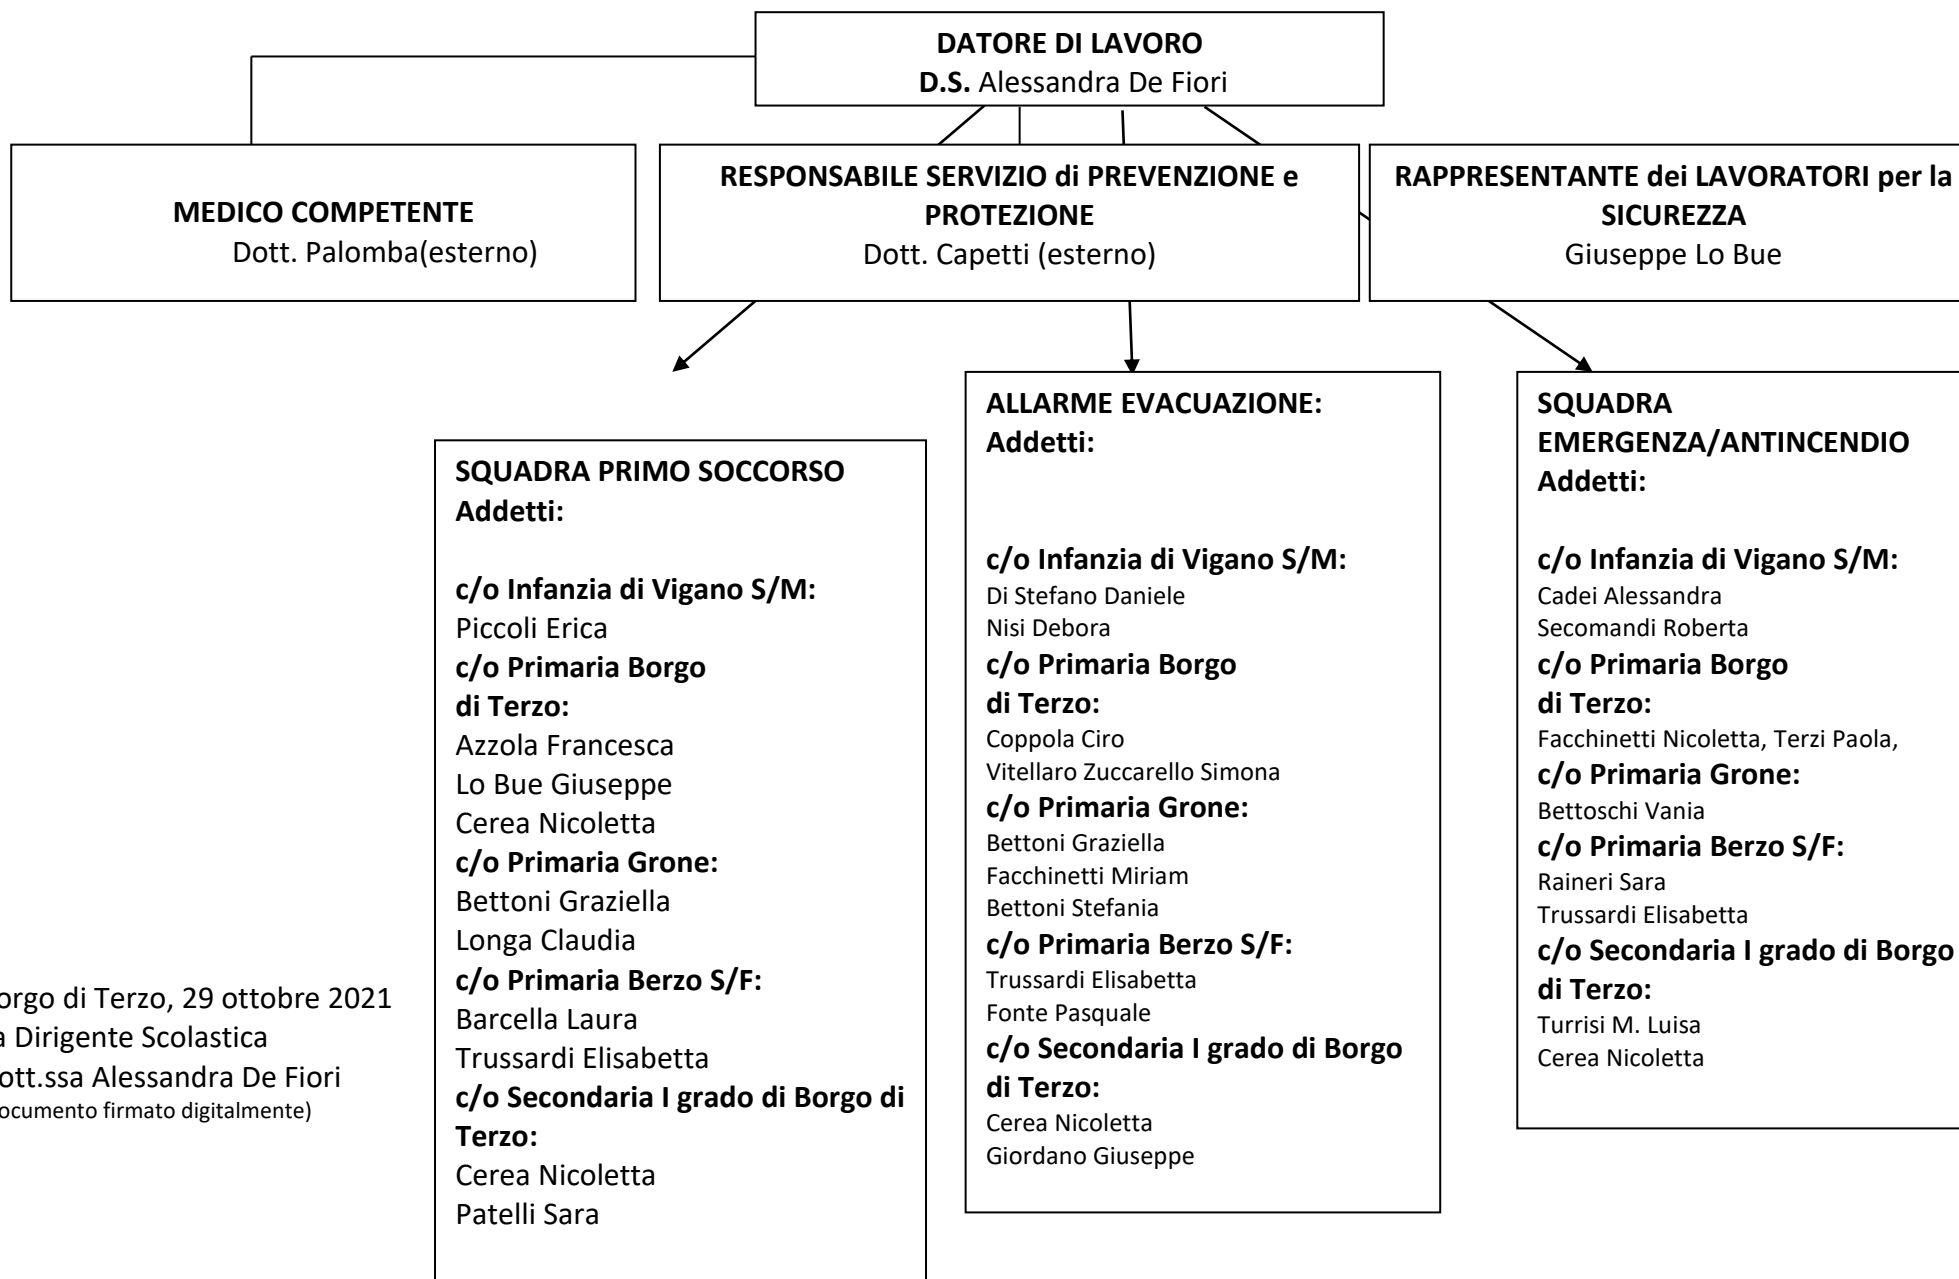 DATORE DI LAVORO
D.S. Alessandra De Fiori
MEDICO COMPETENTE
Dott. Palomba(esterno)
RESPONSABILE SERVIZIO di PREVENZIONE e
PROTEZIONE
Dott. Capetti (esterno)
RAPPRESENTANTE dei LAVORATORI per la
SICUREZZA
Giuseppe Lo Bue
SQUADRA PRIMO SOCCORSO
Addetti:
c/o Infanzia di Vigano S/M:
Piccoli Erica
c/o Primaria Borgo
di Terzo:
Azzola Francesca
Lo Bue Giuseppe
Cerea Nicoletta
c/o Primaria Grone:
Bettoni Graziella
Longa Claudia
c/o Primaria Berzo S/F:
Barcella Laura
Trussardi Elisabetta
c/o Secondaria I grado di Borgo di
Terzo:
Cerea Nicoletta
Patelli Sara
ALLARME EVACUAZIONE:
Addetti:
c/o Infanzia di Vigano S/M:
Di Stefano Daniele
Nisi Debora
c/o Primaria Borgo
di Terzo:
Coppola Ciro
Vitellaro Zuccarello Simona
c/o Primaria Grone:
Bettoni Graziella
Facchinetti Miriam
Bettoni Stefania
c/o Primaria Berzo S/F:
Trussardi Elisabetta
Fonte Pasquale
c/o Secondaria I grado di Borgo
di Terzo:
Cerea Nicoletta
Giordano Giuseppe
SQUADRA
EMERGENZA/ANTINCENDIO
Addetti:
c/o Infanzia di Vigano S/M:
Cadei Alessandra
Secomandi Roberta
c/o Primaria Borgo
di Terzo:
Facchinetti Nicoletta, Terzi Paola,
c/o Primaria Grone:
Bettoschi Vania
c/o Primaria Berzo S/F:
Raineri Sara
Trussardi Elisabetta
c/o Secondaria I grado di Borgo
di Terzo:
Turrisi M. Luisa
Cerea Nicoletta
orgo di Terzo, 29 ottobre 2021
a Dirigente Scolastica
ott.ssa Alessandra De Fiori
ocumento firmato digitalmente)